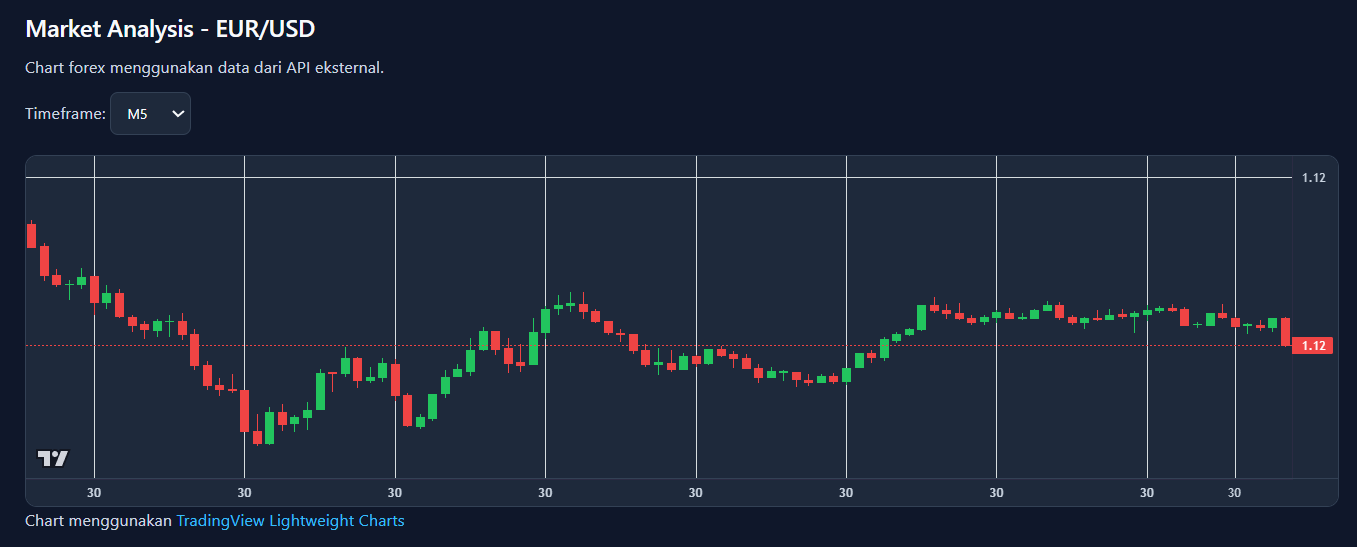 Market Analysis - EUR/USD
Chart forex menggunakan data dari API eksternal.
Timeframe: M5
1.12
1.12
30 30 30 30 30 30 30 30 30
Chart menggunakan TradingView Lightweight Charts